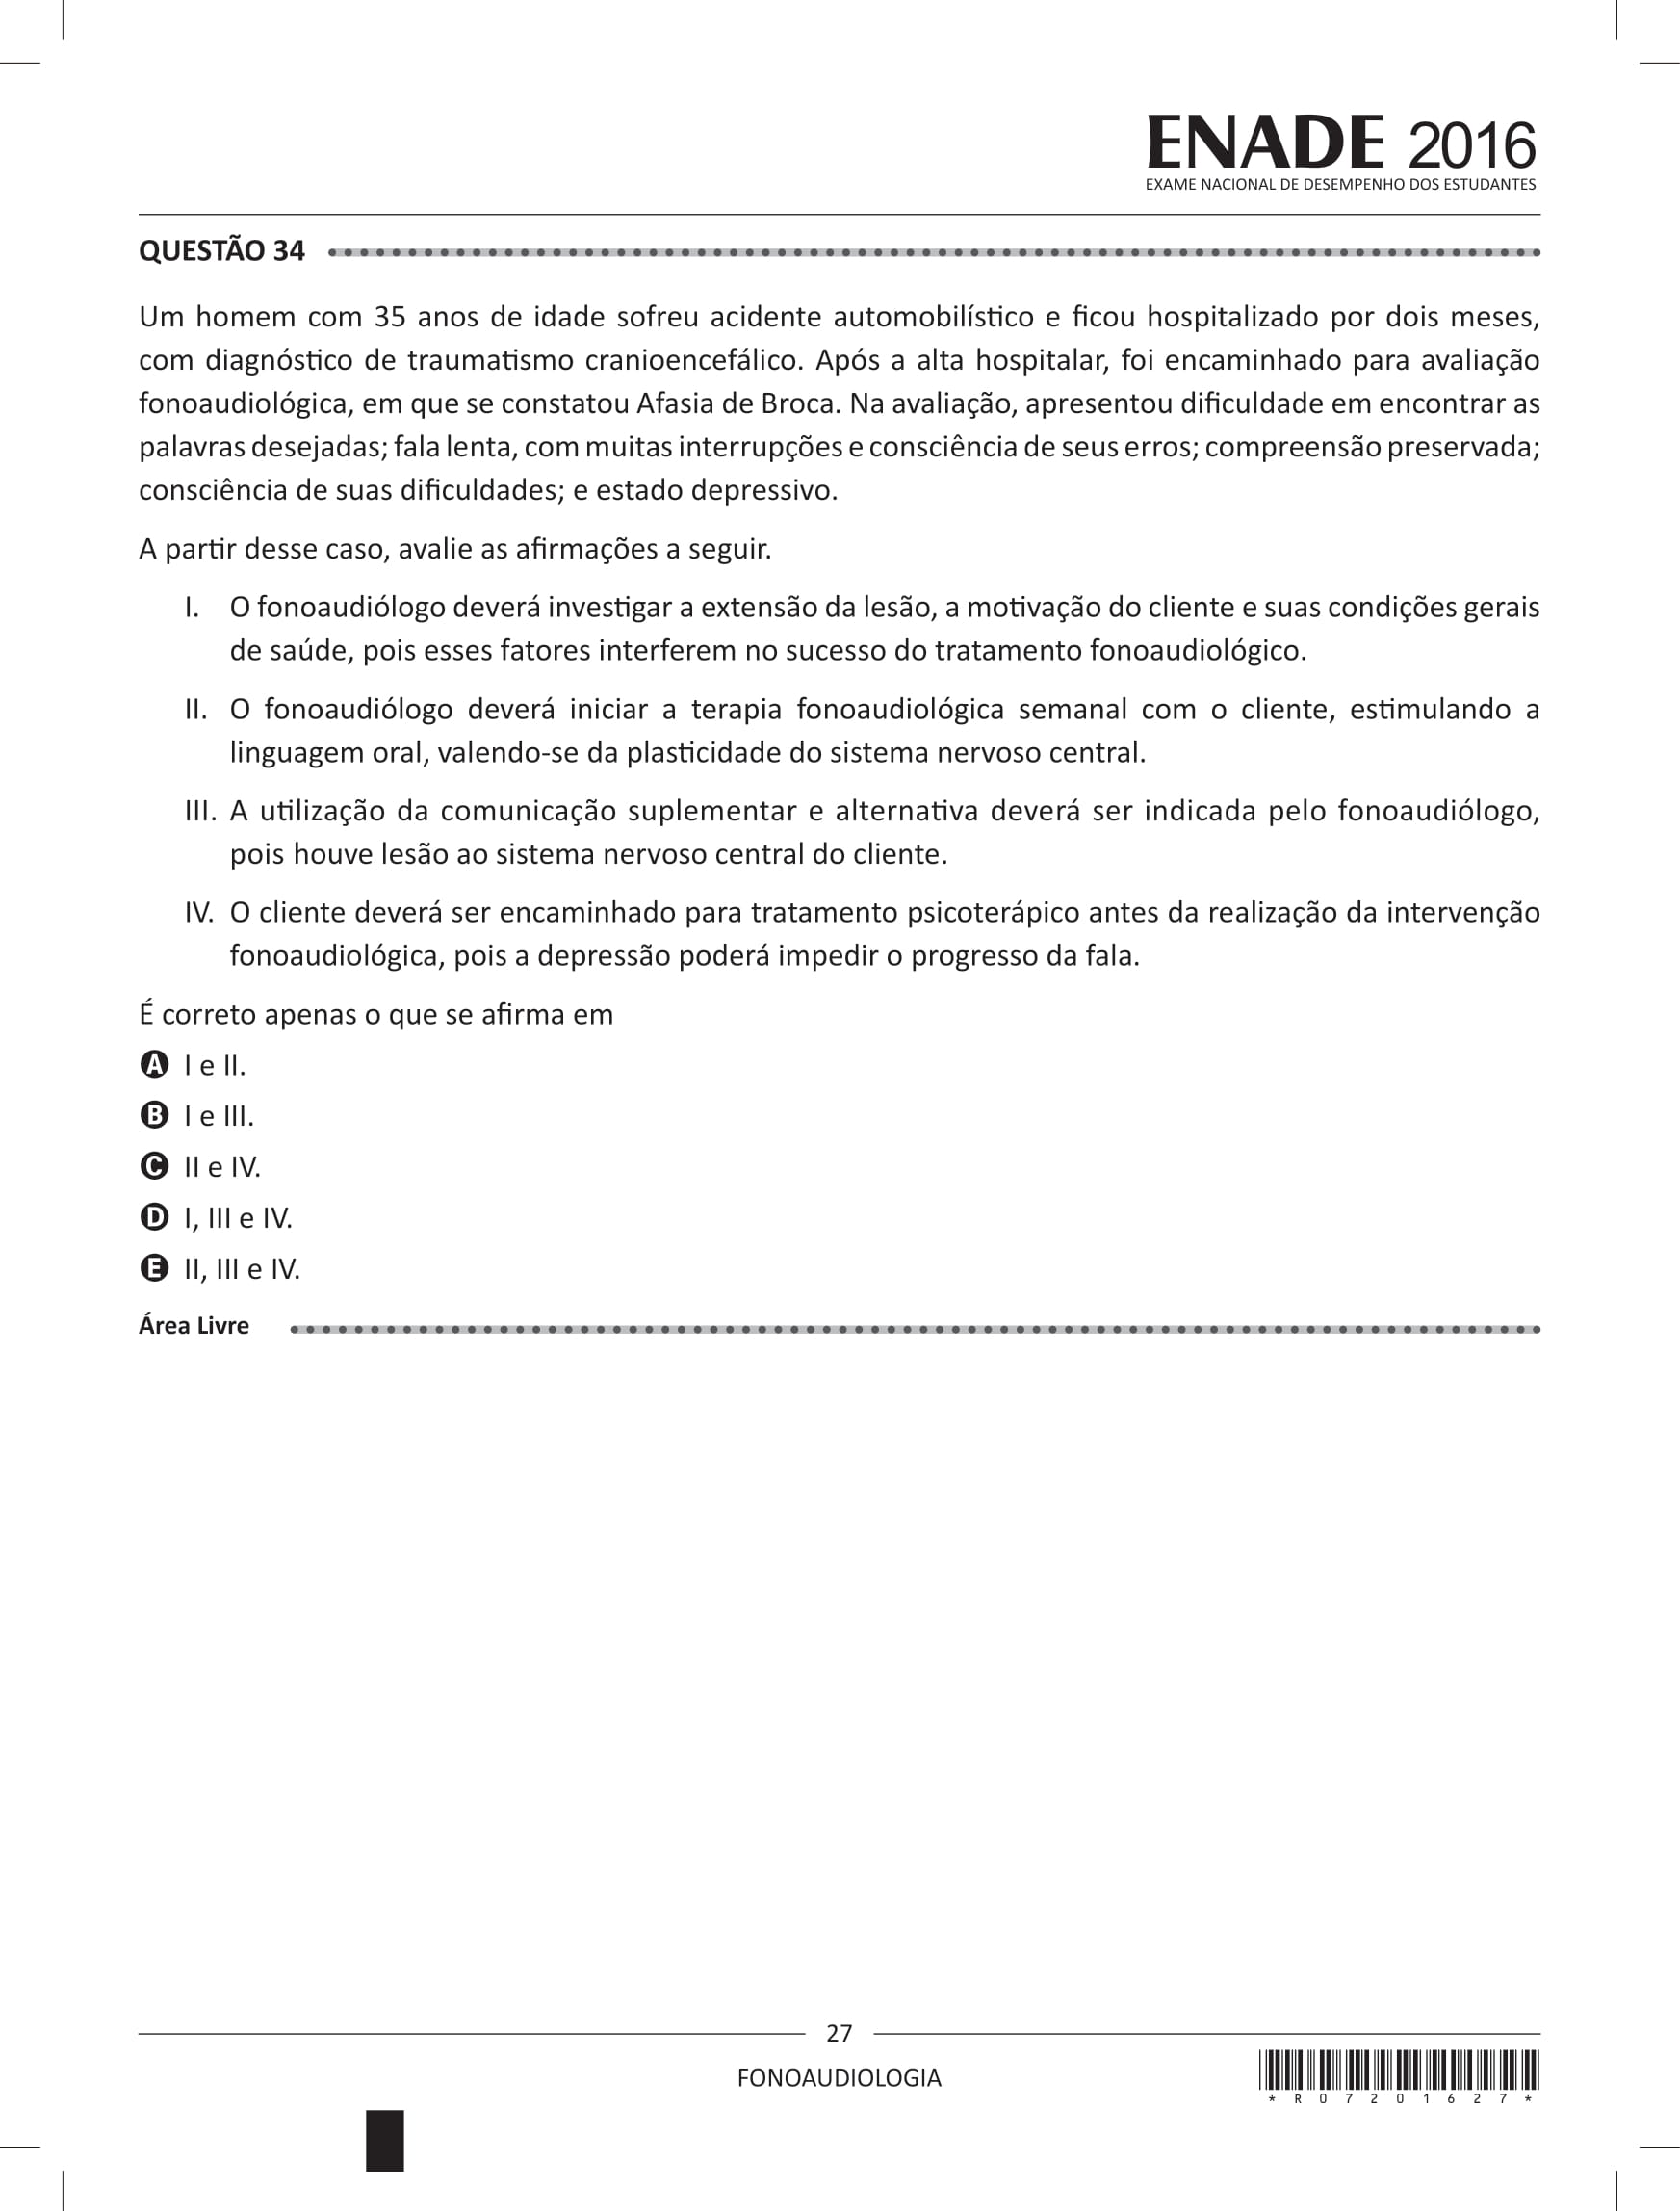 ENADE 2016
EXAME NACIONAL DE DESEMPENHO DOS ESTUDANTES
QUESTÃO 34
Um homem com 35 anos de idade sofreu acidente automobilístico e ficou hospitalizado por dois meses,
com diagnóstico de traumatismo cranioencefálico. Após a alta hospitalar, foi encaminhado para avaliação
fonoaudiológica, em que se constatou Afasia de Broca. Na avaliação, apresentou dificuldade em encontrar as
palavras desejadas; fala lenta, com muitas interrupções e consciência de seus erros; compreensão preservada;
consciência de suas dificuldades; e estado depressivo.
A partir desse caso, avalie as afirmações a seguir.
I. O fonoaudiólogo deverá investigar a extensão da lesão, a motivação do cliente e suas condições gerais
de saúde, pois esses fatores interferem no sucesso do tratamento fonoaudiológico.
II. O fonoaudiólogo deverá iniciar a terapia fonoaudiológica semanal com o cliente, estimulando a
linguagem oral, valendo-se da plasticidade do sistema nervoso central.
III. A utilização da comunicação suplementar e alternativa deverá ser indicada pelo fonoaudiólogo,
pois houve lesão ao sistema nervoso central do cliente.
IV. O cliente deverá ser encaminhado para tratamento psicoterápico antes da realização da intervenção
fonoaudiológica, pois a depressão poderá impedir o progresso da fala.
É correto apenas o que se afirma em
A I e II.
B I e III.
C II e IV.
D I, III e IV.
E II, III e IV.
Área Livre
27
FONOAUDIOLOGIA
* R 0 7 2 0 1 6 2 7 *